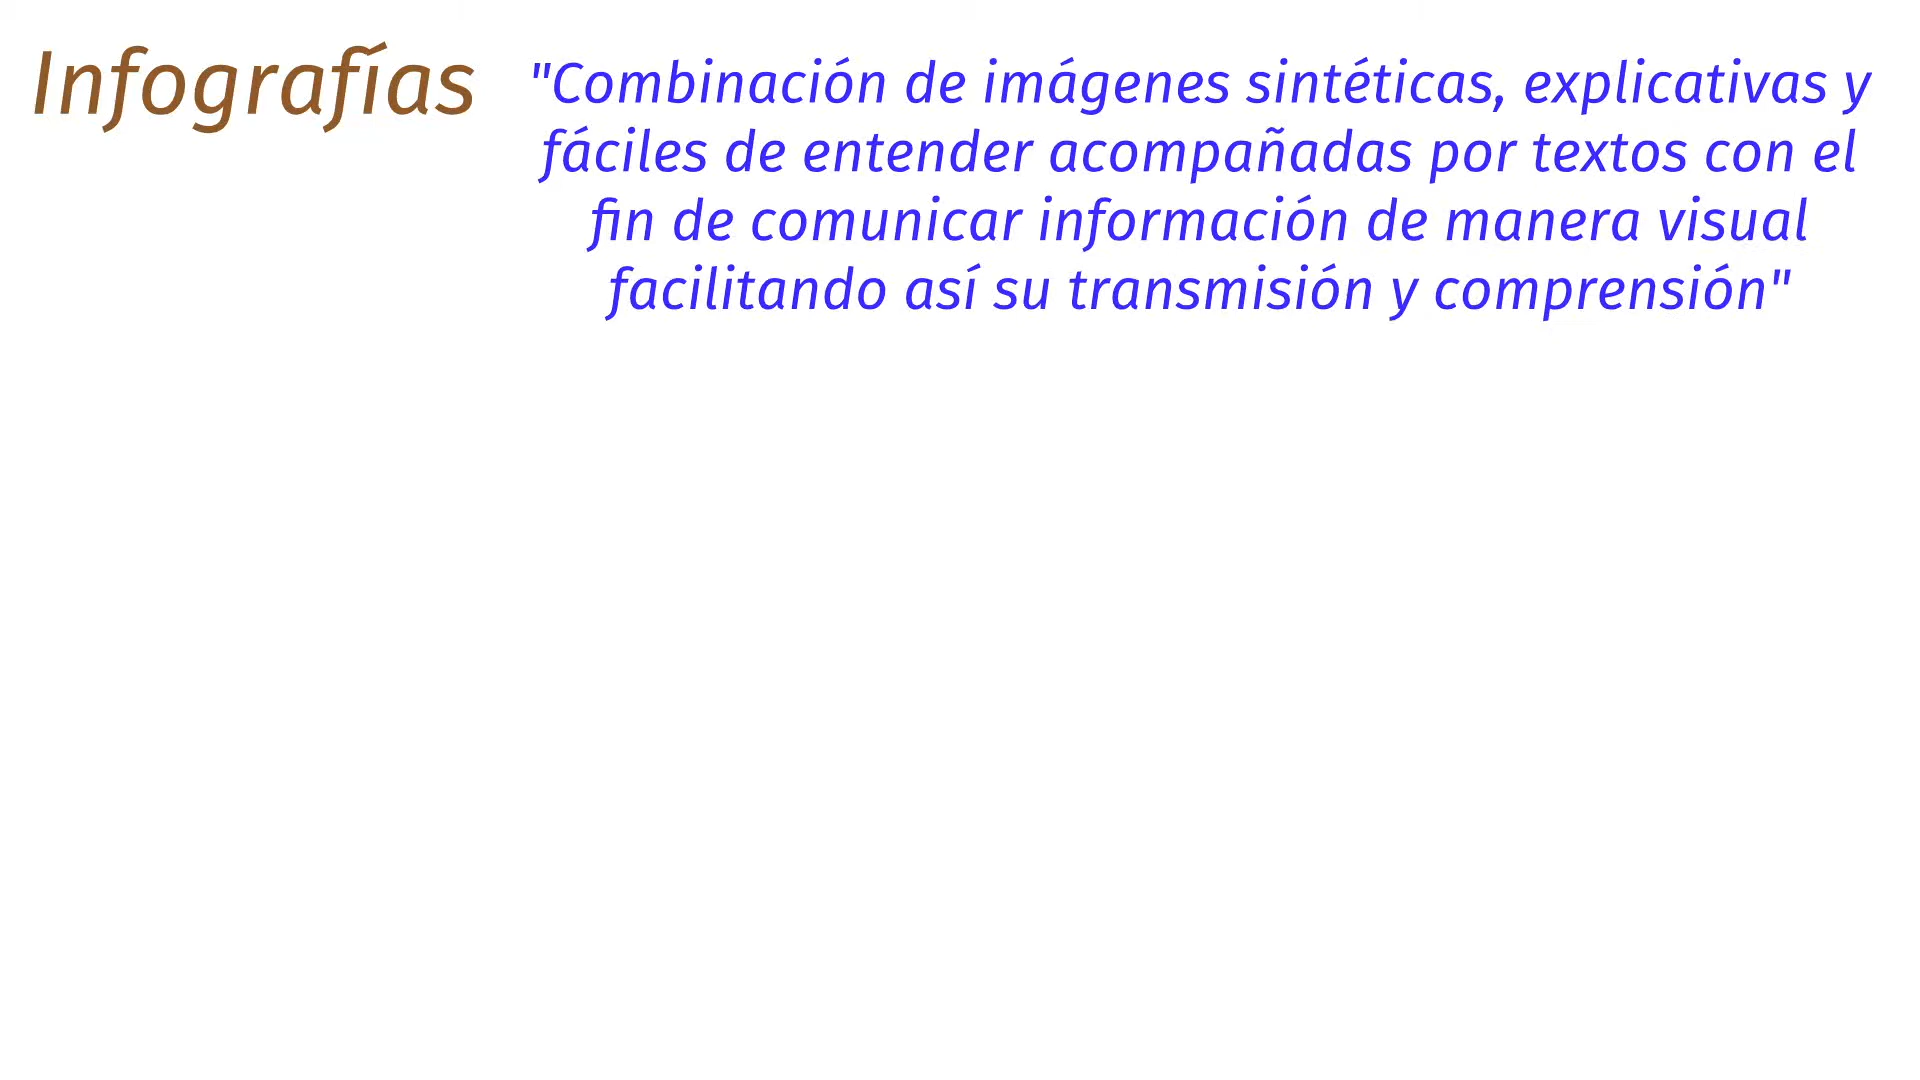 Infografías
"Combinación de imágenes sintéticas, explicativas y
fáciles de entender acompañadas por textos con el
fin de comunicar información de manera visual
facilitando así su transmisión y comprensión"